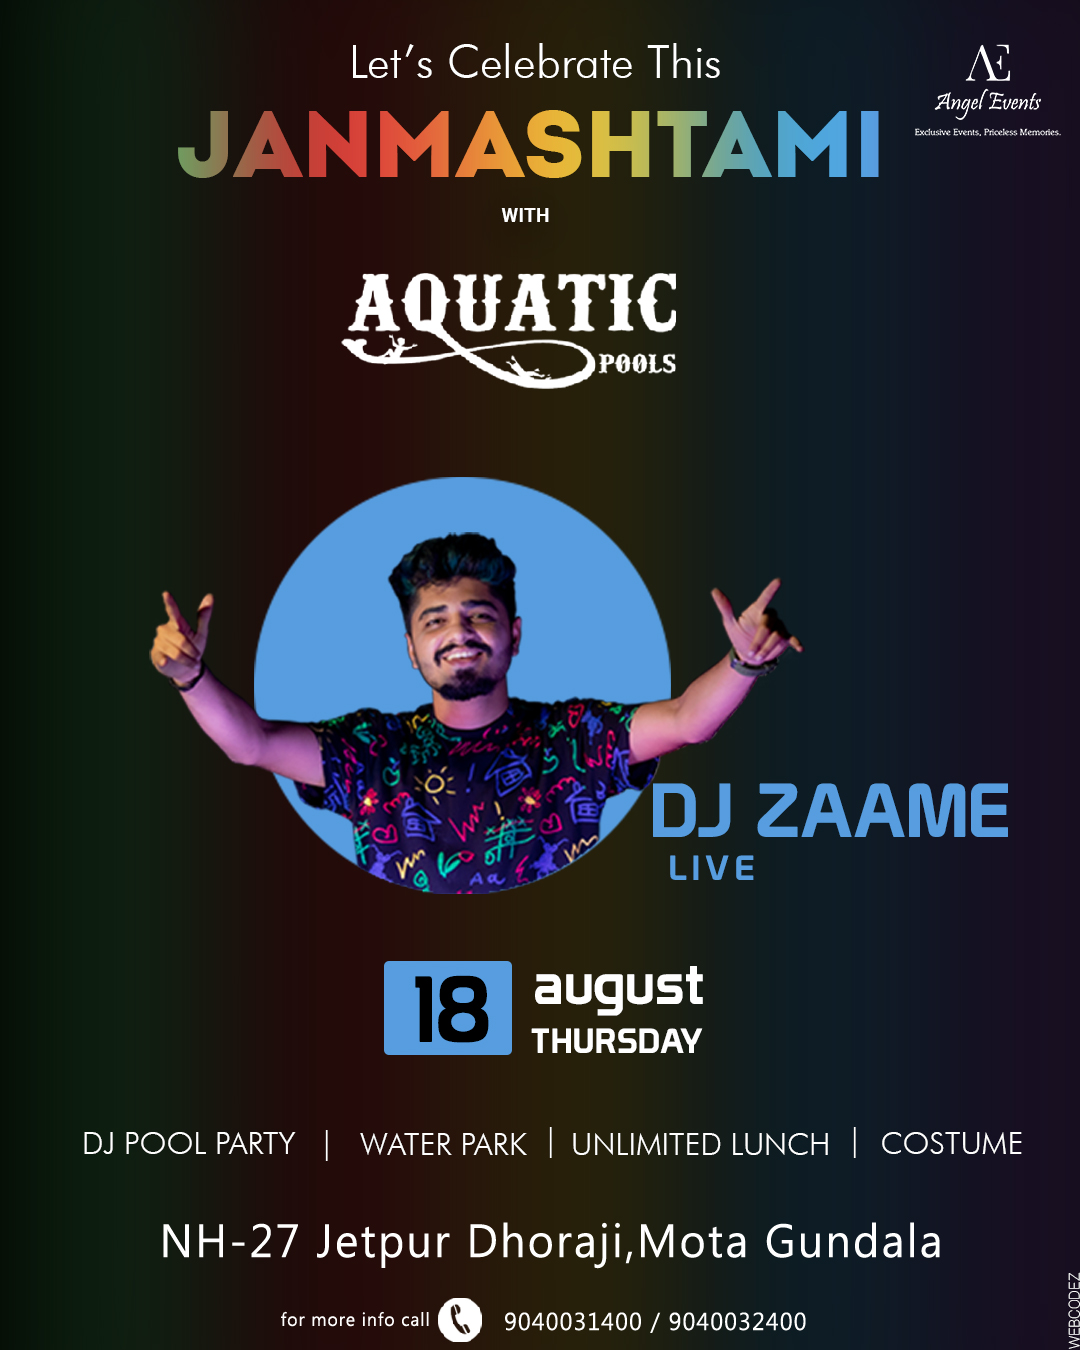 Let's Celebrate This
JANMASHTAMI
WITH
AE
Angel Events
Exclusive Events, Priceless Memories.
AQUATIC
POOLS
DJ ZAAME
LIVE
18 august
THURSDAY
DJ POOL PARTY | WATER PARK | UNLIMITED LUNCH | COSTUME
NH-27 Jetpur Dhoraji,Mota Gundala
for more info call 9040031400 / 9040032400
WEBCODEZ